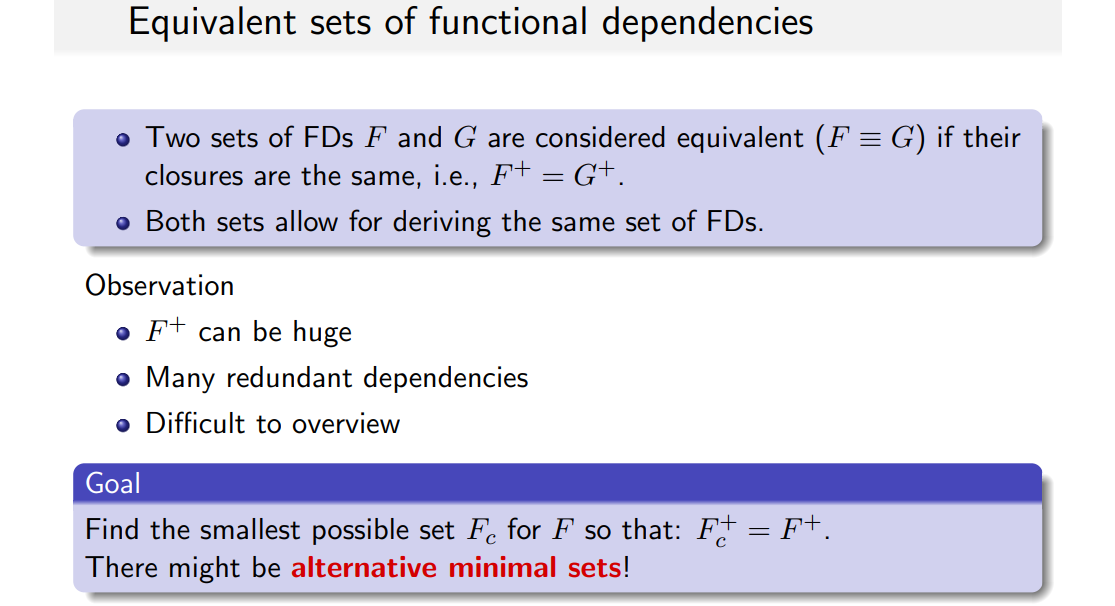 Equivalent sets of functional dependencies
Two sets of FDs F and G are considered equivalent (F ≡ G) if their
closures are the same, i.e., F⁺ = G⁺.
Both sets allow for deriving the same set of FDs.
Observation
F⁺ can be huge
Many redundant dependencies
Difficult to overview
Goal
Find the smallest possible set F_c for F so that: F_c⁺ = F⁺.
There might be alternative minimal sets!